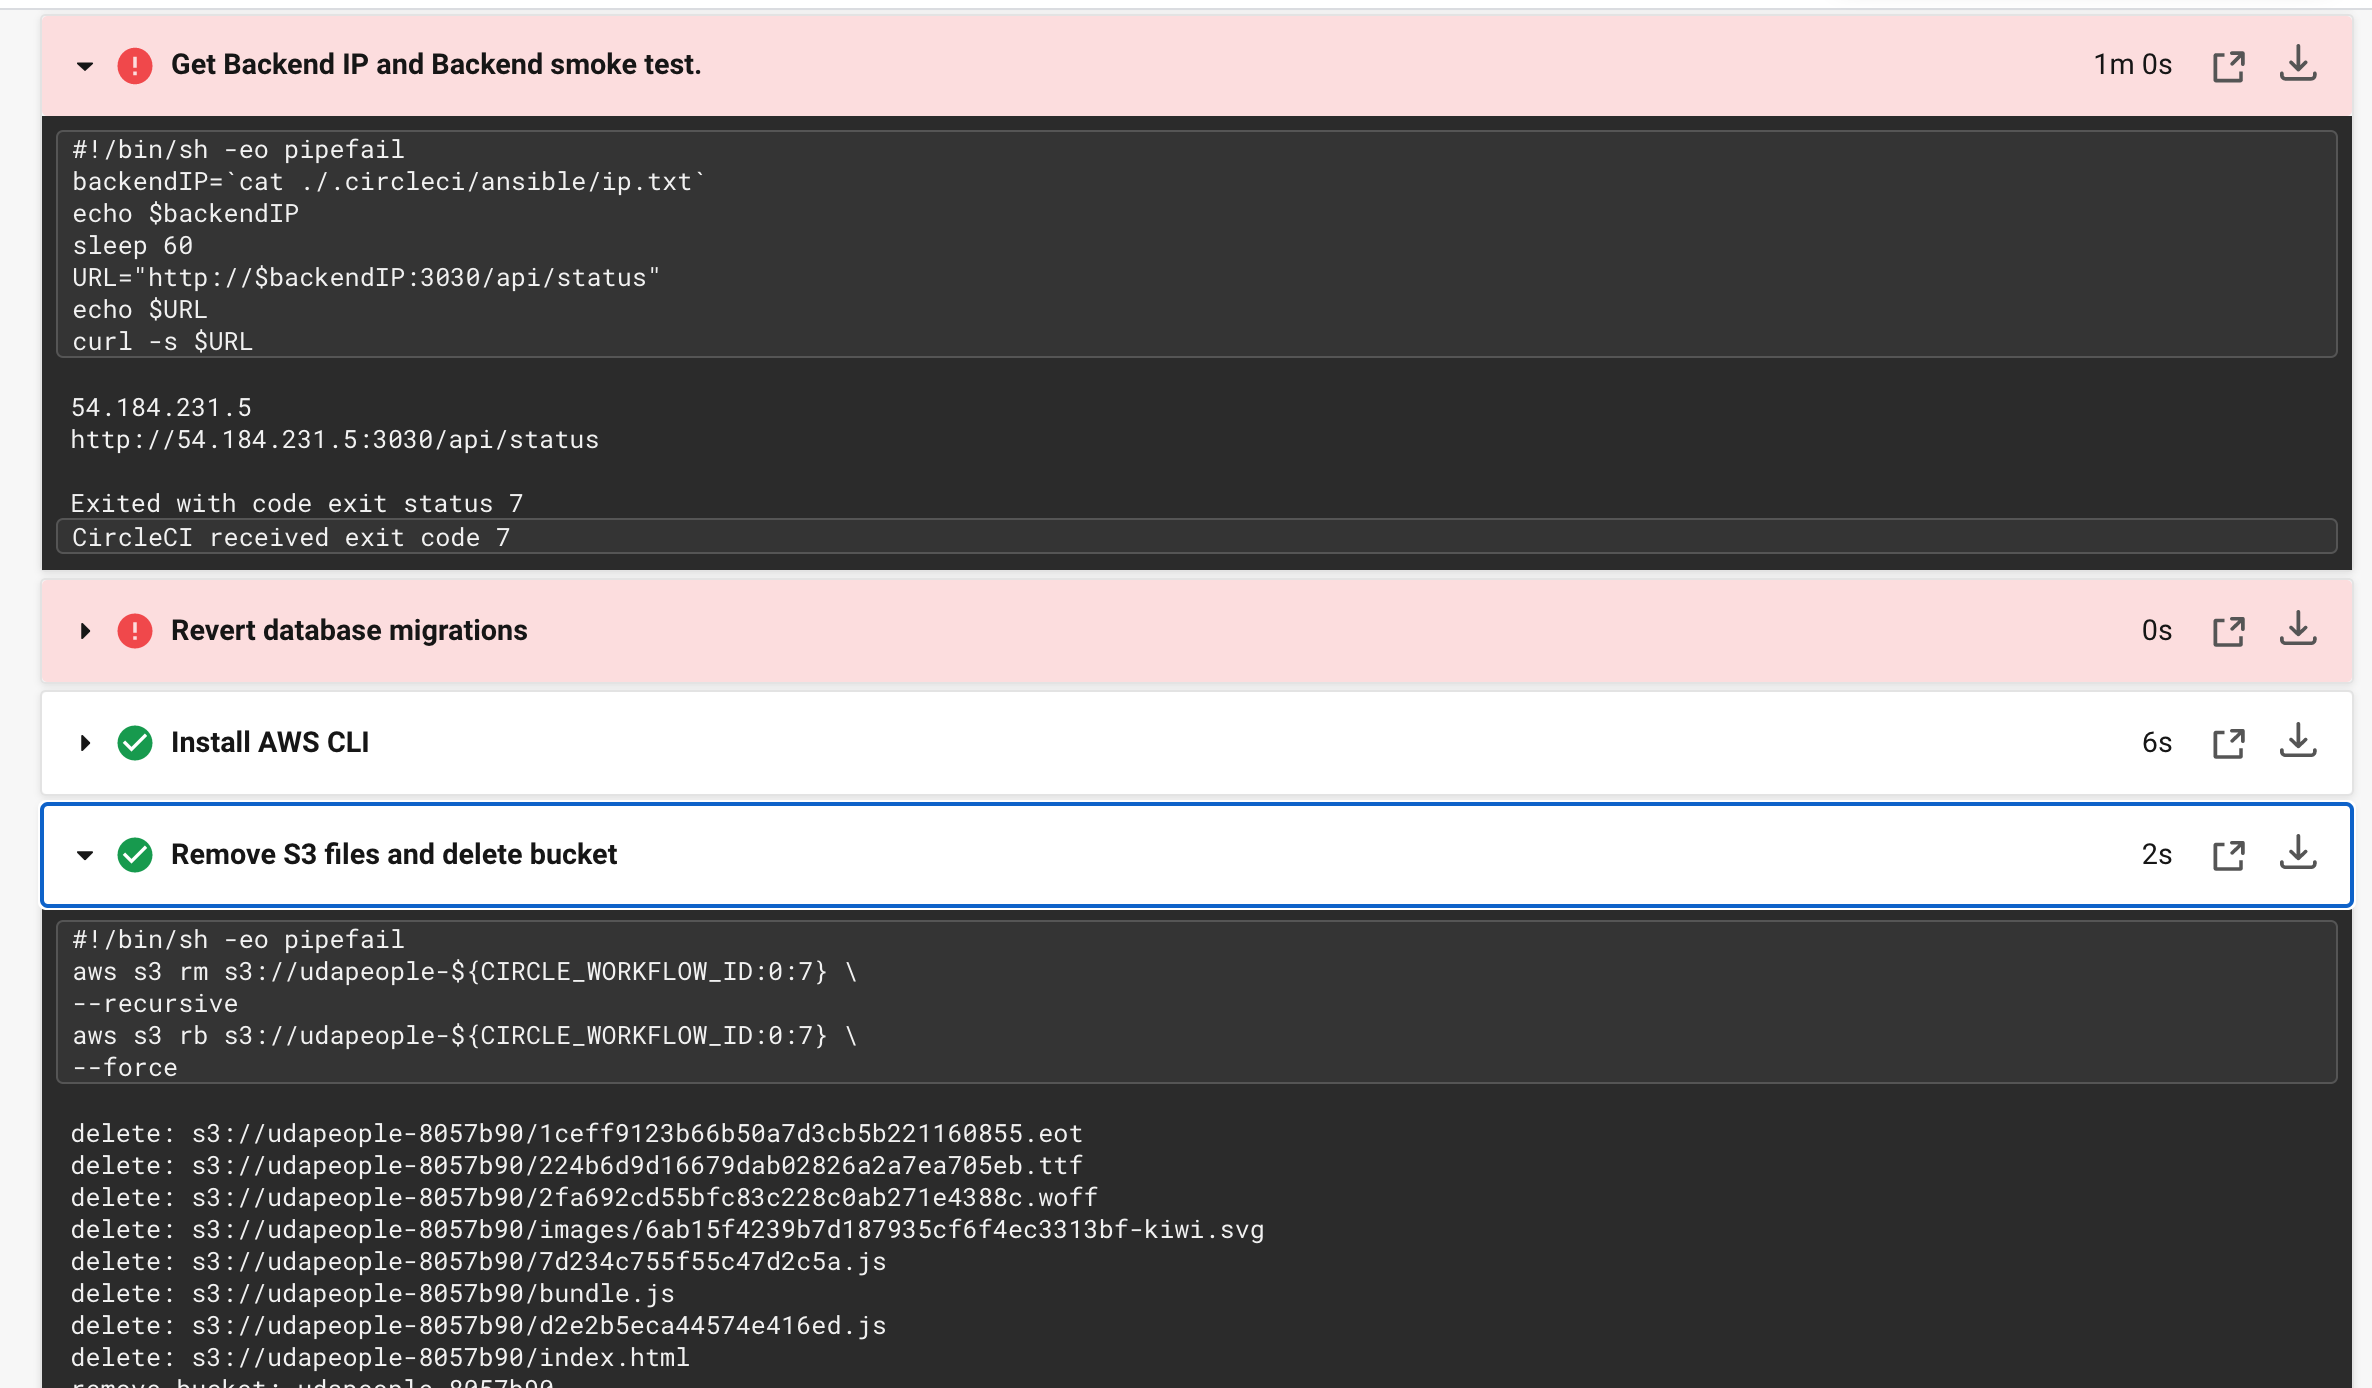 Get Backend IP and Backend smoke test.
1m 0s
#!/bin/sh -eo pipefail
backendIP=`cat ./.circleci/ansible/ip.txt`
echo $backendIP
sleep 60
URL="http://$backendIP:3030/api/status"
echo $URL
curl -s $URL
54.184.231.5
http://54.184.231.5:3030/api/status
Exited with code exit status 7
CircleCI received exit code 7
Revert database migrations
0s
Install AWS CLI
6s
Remove S3 files and delete bucket
2s
#!/bin/sh -eo pipefail
aws s3 rm s3://udapeople-${CIRCLE_WORKFLOW_ID:0:7} \
--recursive
aws s3 rb s3://udapeople-${CIRCLE_WORKFLOW_ID:0:7} \
--force
delete: s3://udapeople-8057b90/1ceff9123b66b50a7d3cb5b221160855.eot
delete: s3://udapeople-8057b90/224b6d9d16679dab02826a2a7ea705eb.ttf
delete: s3://udapeople-8057b90/2fa692cd55bfc83c228c0ab271e4388c.woff
delete: s3://udapeople-8057b90/images/6ab15f4239b7d187935cf6f4ec3313bf-kiwi.svg
delete: s3://udapeople-8057b90/7d234c755f55c47d2c5a.js
delete: s3://udapeople-8057b90/bundle.js
delete: s3://udapeople-8057b90/d2e2b5eca44574e416ed.js
delete: s3://udapeople-8057b90/index.html
remove_bucket: udapeople-8057b90